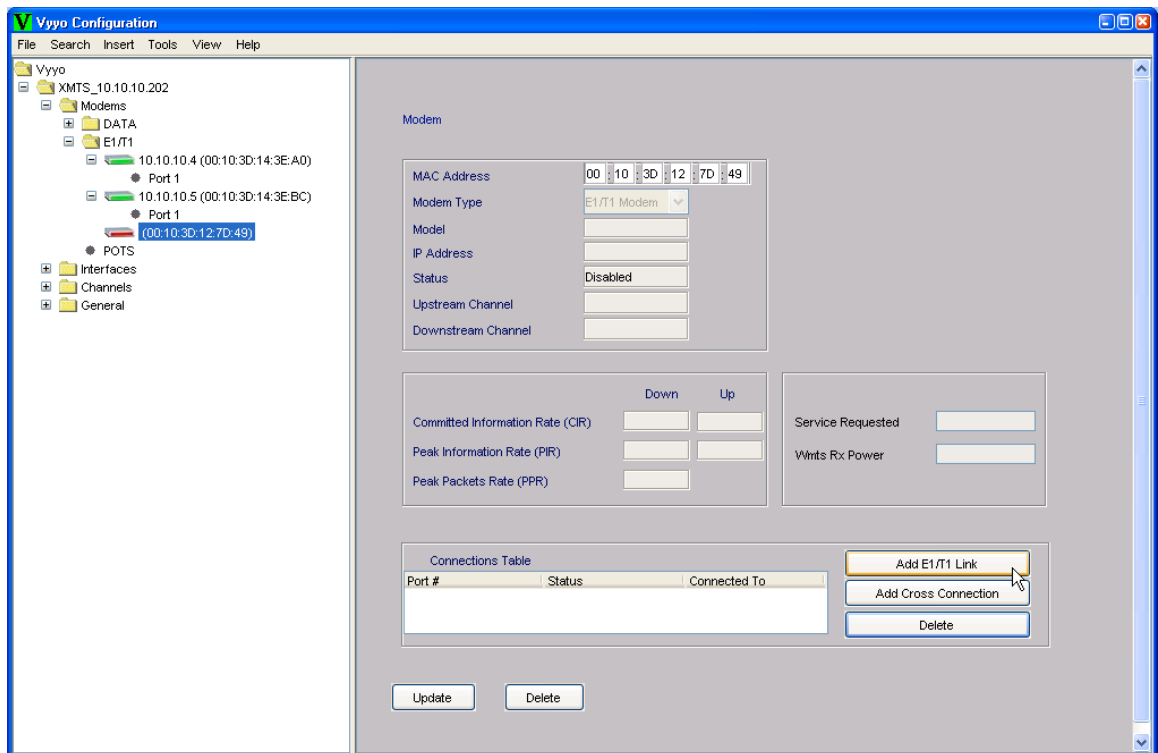 Vyyo Configuration
File Search Insert Tools View Help
Vyyo
XMTS_10.10.10.202
Modems
DATA
E1/T1
10.10.10.4 (00:10:3D:14:3E:A0)
Port 1
10.10.10.5 (00:10:3D:14:3E:BC)
Port 1
(00:10:3D:12:7D:49)
POTS
Interfaces
Channels
General
Modem
MAC Address 00 : 10 : 3D : 12 : 7D : 49
Modem Type E1/T1 Modem
Model
IP Address
Status Disabled
Upstream Channel
Downstream Channel
Down Up
Committed Information Rate (CIR)
Peak Information Rate (PIR)
Peak Packets Rate (PPR)
Service Requested
Wmts Rx Power
Connections Table
Port # Status Connected To
Add E1/T1 Link
Add Cross Connection
Delete
Update Delete